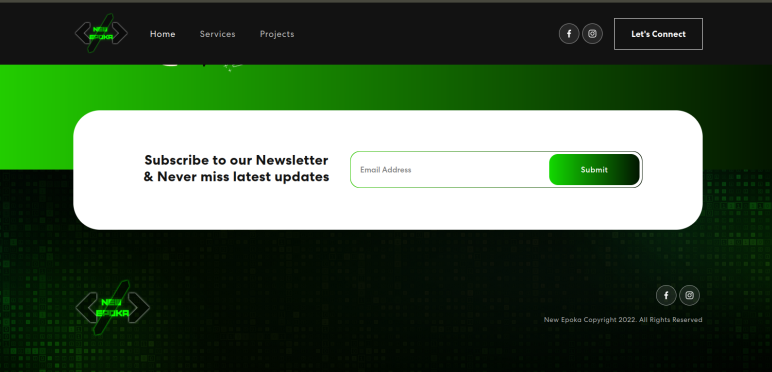 NEW
EPOKA
Home
Services
Projects
Let's Connect
Subscribe to our Newsletter
& Never miss latest updates
Email Address
Submit
NEW
EPOKA
New Epoka Copyright 2022. All Rights Reserved